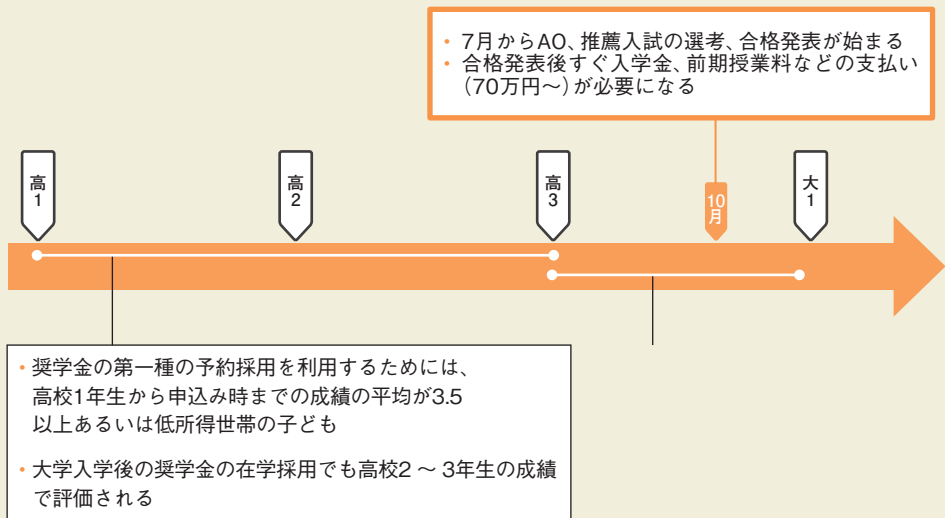 ・7月からAO、推薦入試の選考、合格発表が始まる
・合格発表後すぐ入学金、前期授業料などの支払い
（70万円～）が必要になる
高1
高2
高3
10月
大1
・奨学金の第一種の予約採用を利用するためには、
高校1年生から申込み時までの成績の平均が3.5
以上あるいは低所得世帯の子ども
・大学入学後の奨学金の在学採用でも高校2 ～ 3年生の成績
で評価される